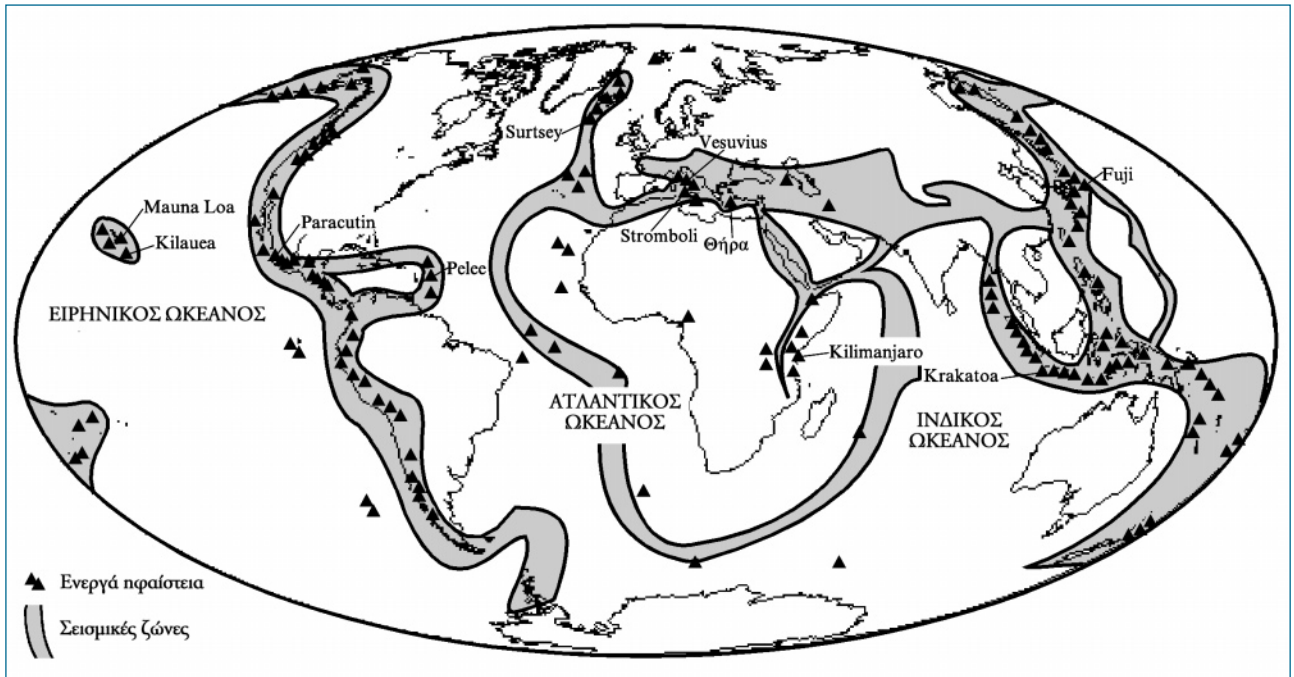 Surtsey
Vesuvius
Fuji
Mauna Loa
Paracutin
Kilauea
Stromboli
Θήρα
Pelee
ΕΙΡΗΝΙΚΟΣ ΩΚΕΑΝΟΣ
Kilimanjaro
Krakatoa
ΑΤΛΑΝΤΙΚΟΣ
ΩΚΕΑΝΟΣ
ΙΝΔΙΚΟΣ
ΩΚΕΑΝΟΣ
Ενεργά ηφαίστεια
Σεισμικές ζώνες